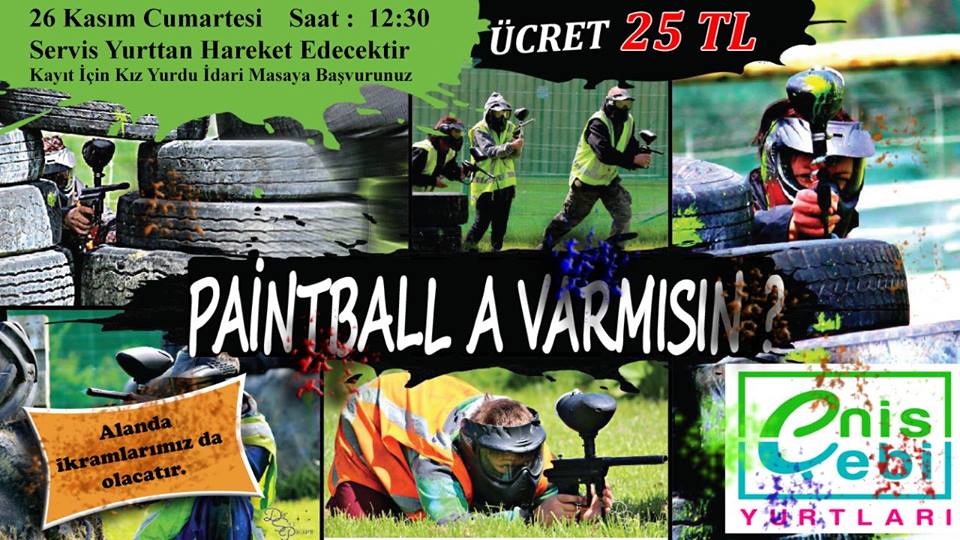 26 Kasım Cumartesi Saat : 12:30
Servis Yurttan Hareket Edecektir
Kayıt İçin Kız Yurdu İdari Masaya Başvurunuz
ÜCRET 25 TL
PAİNTBALL A VARMISIN ?
Alanda
ikramlarımız da
olacatır.
enis
ebi
YURTLARI